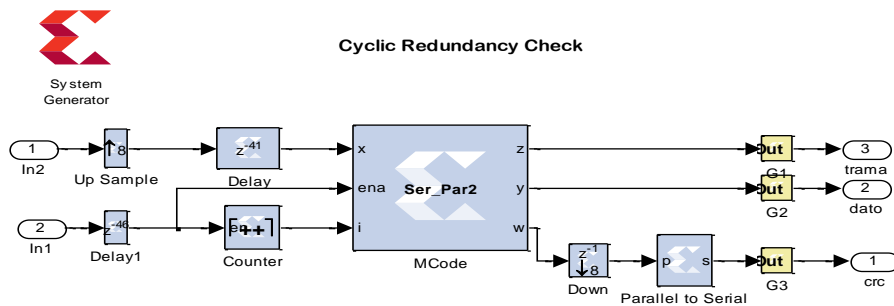 Cyclic Redundancy Check
System
Generator
1
In2
↑8
Up Sample
z-41
Delay
x
ena
i
Ser_Par2
MCode
z
y
w
Out
G1
3
trama
Out
G2
2
dato
2
In1
z-46
Delay1
en
++
Counter
z-1
↓8
Down
p
s
Parallel to Serial
Out
G3
1
crc